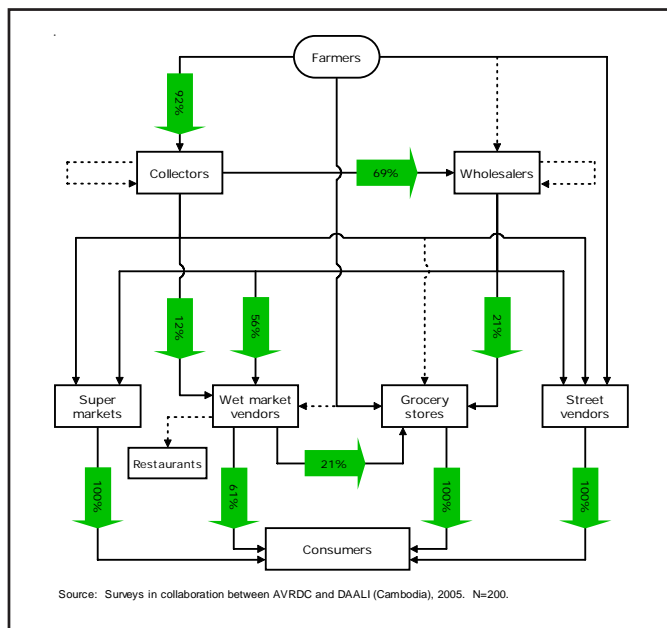 Farmers
92%
Collectors
69%
Wholesalers
12%
56%
21%
Super
markets
Wet market
vendors
Grocery
stores
Street
vendors
Restaurants
21%
100%
61%
100%
100%
Consumers
Source: Surveys in collaboration between AVRDC and DAALI (Cambodia), 2005. N=200.